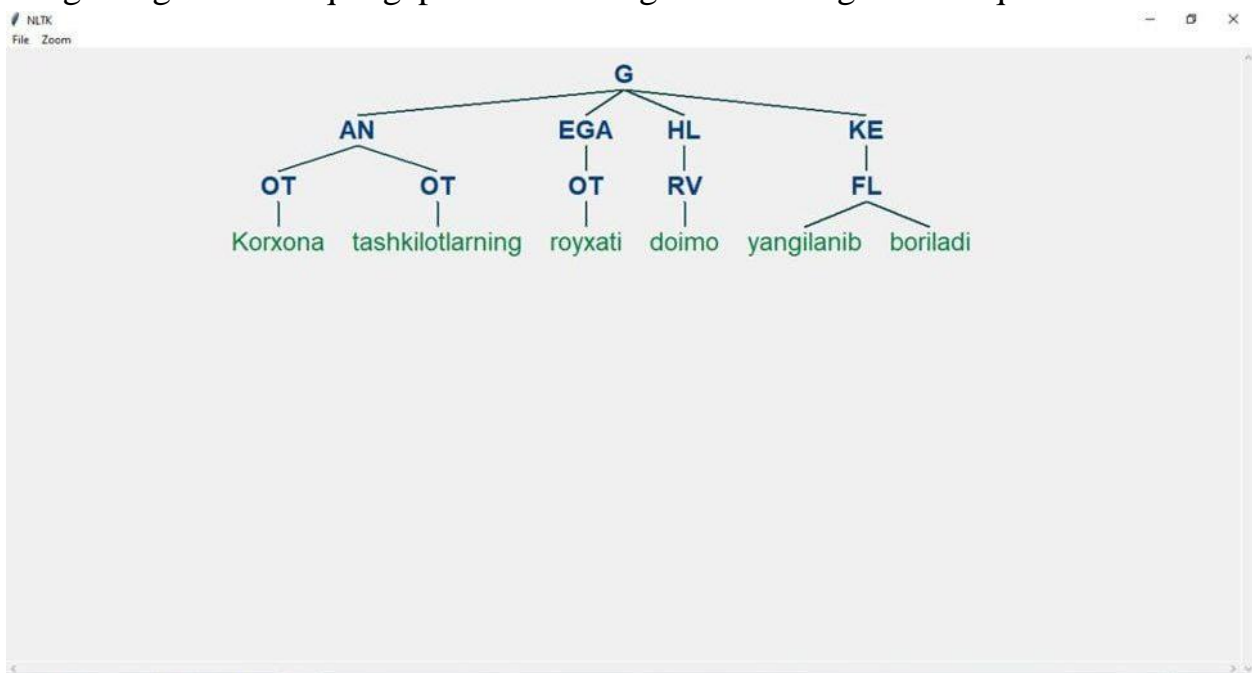 NLTK
File Zoom
G
AN EGA HL KE
OT OT OT RV FL
Korxona tashkilotlarning royxati doimo yangilanib boriladi